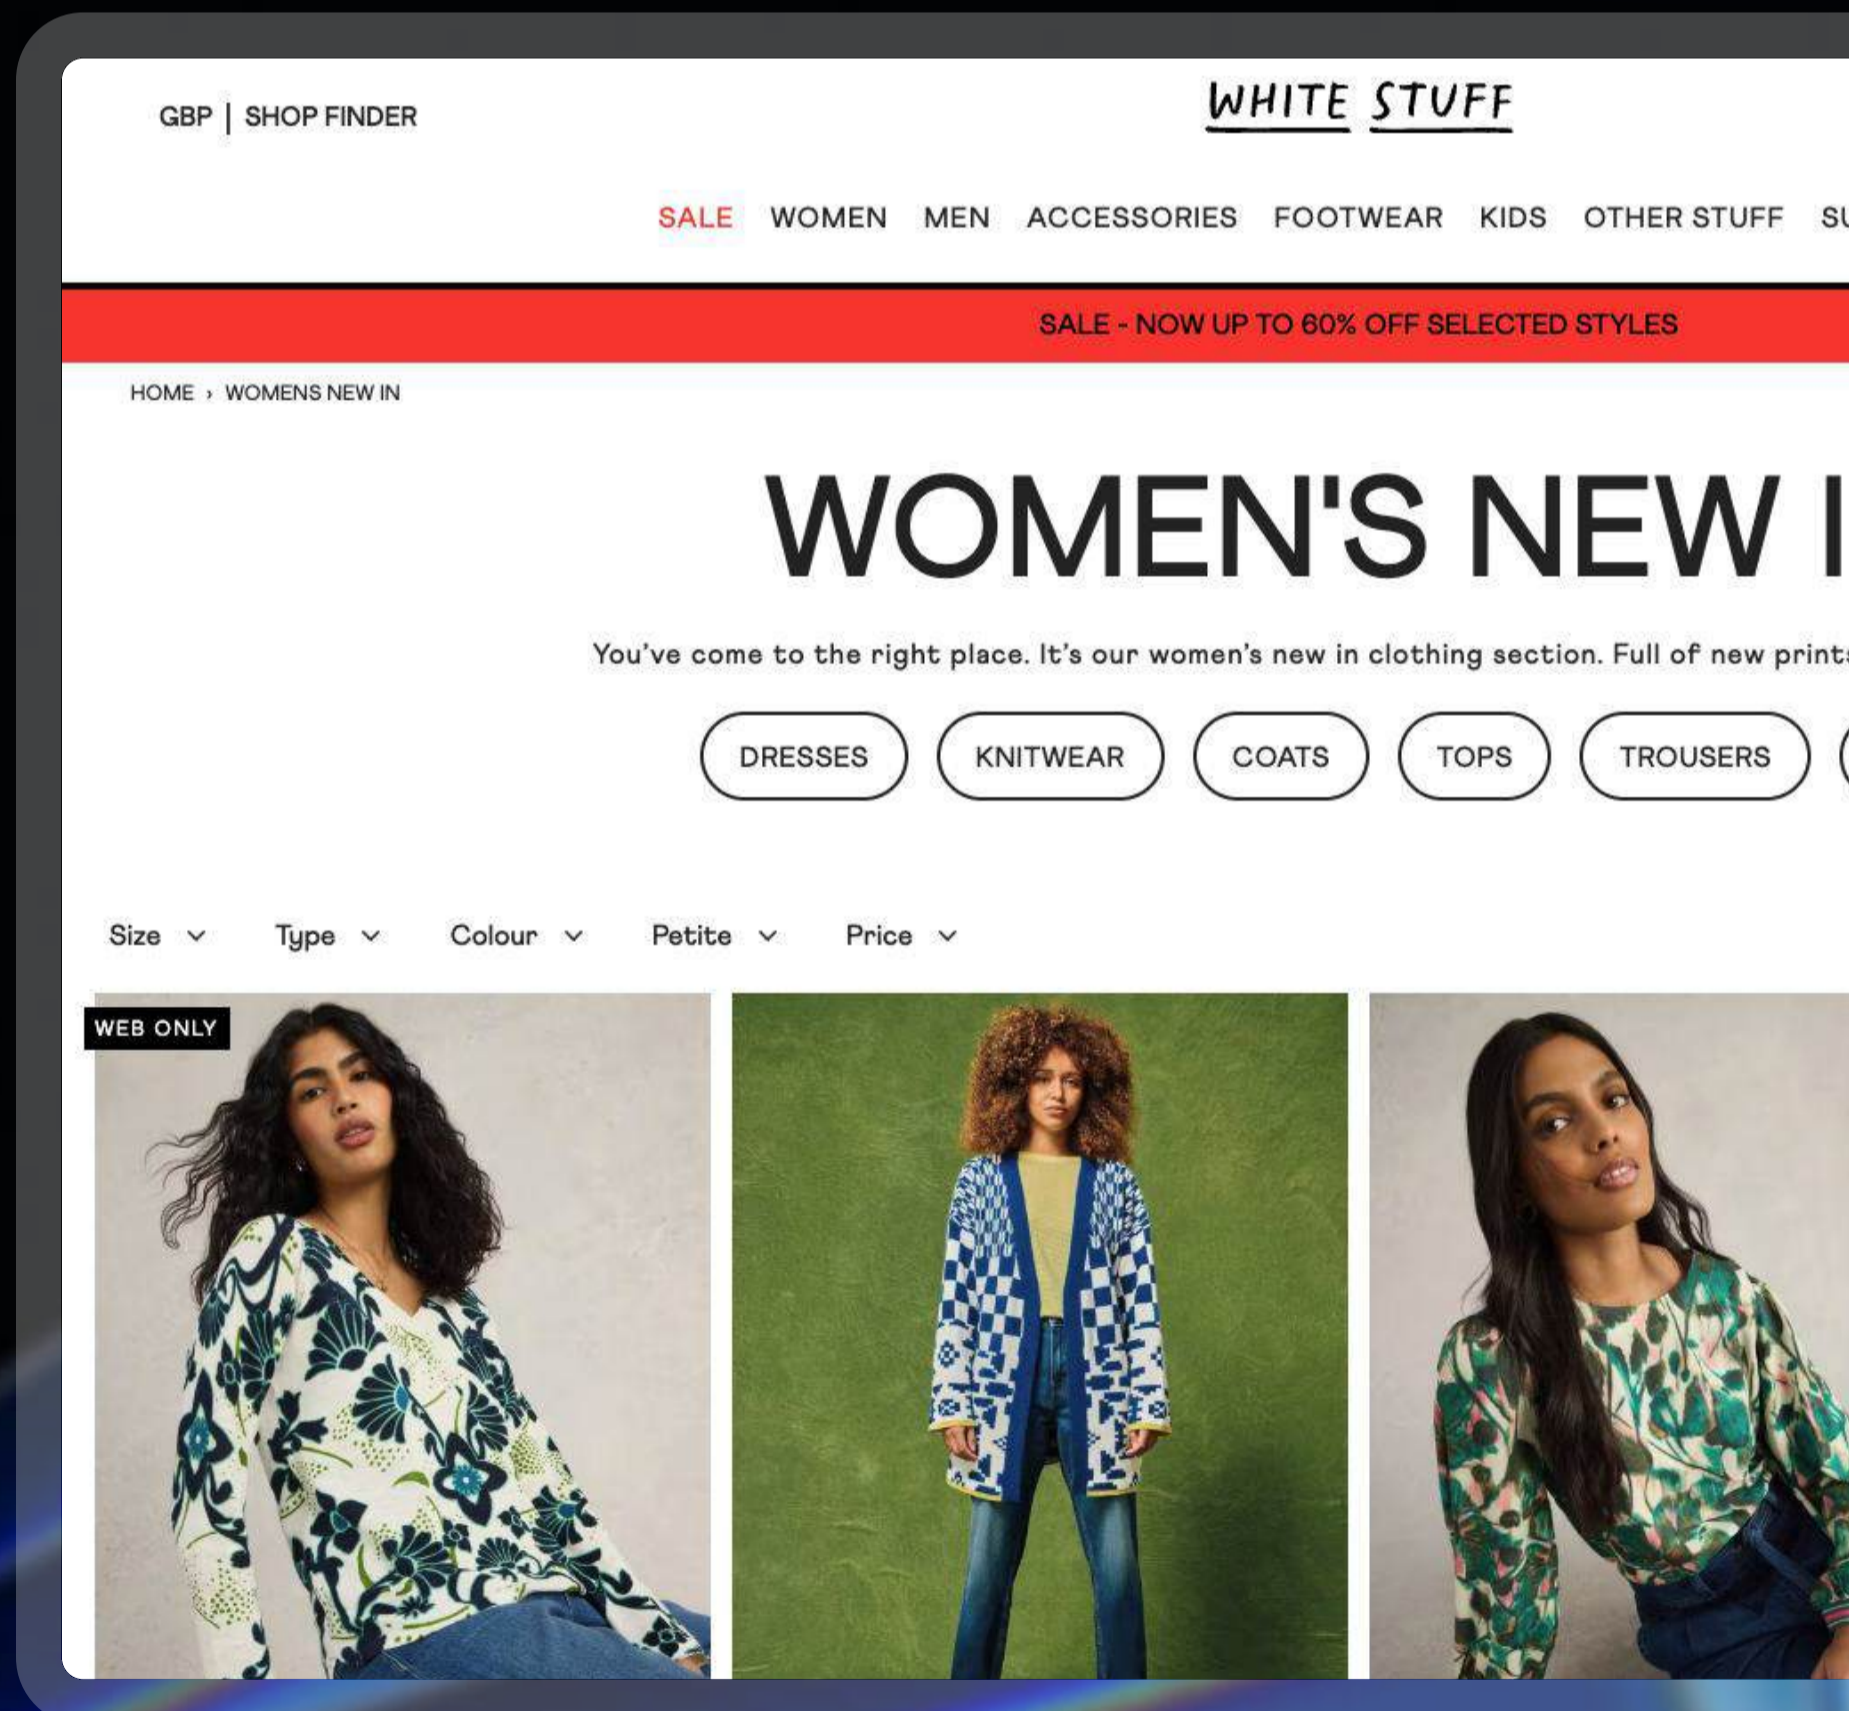 GBP | SHOP FINDER
WHITE STUFF
SALE WOMEN MEN ACCESSORIES FOOTWEAR KIDS OTHER STUFF
SALE - NOW UP TO 60% OFF SELECTED STYLES
HOME › WOMENS NEW IN
WOMEN'S NEW
You've come to the right place. It's our women's new in clothing section. Full of new prints
DRESSES KNITWEAR COATS TOPS TROUSERS
Size Type Colour Petite Price
WEB ONLY